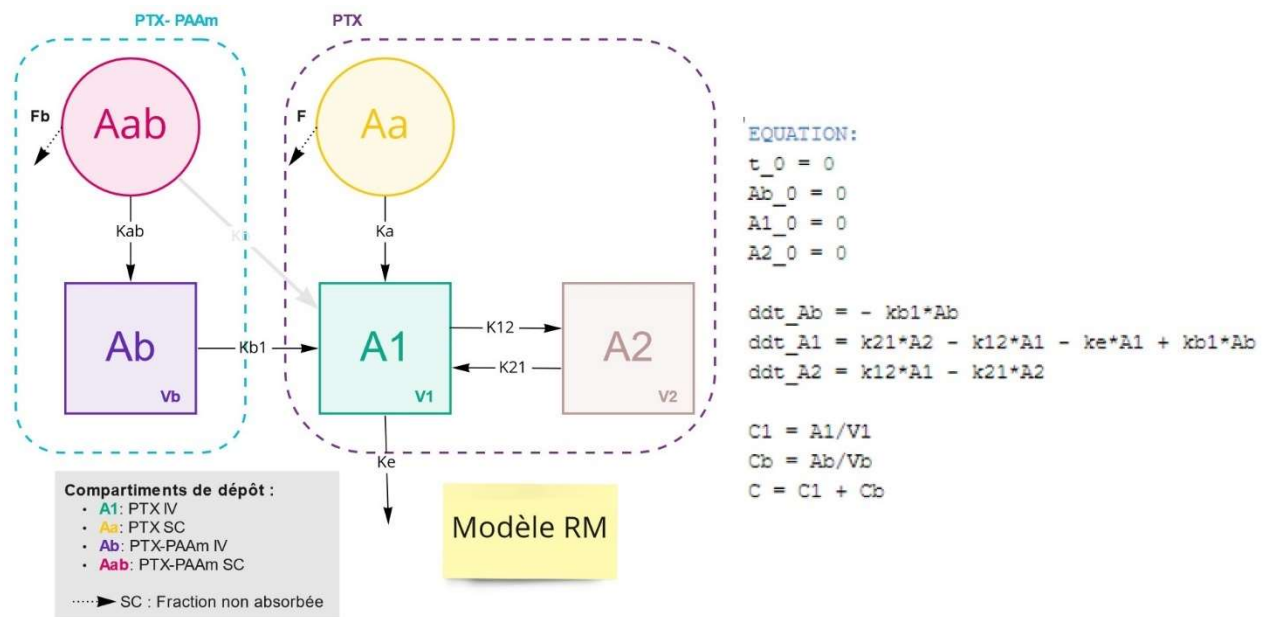 PTX- PAAm
PTX
Fb
Aab
F
Aa
Kab
Ka
Ab
Vb
Kb1
A1
V1
K12
K21
A2
V2
Ke
Compartiments de dépôt :
• A1: PTX IV
• Aa: PTX SC
• Ab: PTX-PAAm IV
• Aab: PTX-PAAm SC
SC : Fraction non absorbée
Modèle RM
EQUATION:
t_0 = 0
Ab_0 = 0
A1_0 = 0
A2_0 = 0
ddt_Ab = - kb1*Ab
ddt_A1 = k21*A2 - k12*A1 - ke*A1 + kb1*Ab
ddt_A2 = k12*A1 - k21*A2
C1 = A1/V1
Cb = Ab/Vb
C = C1 + Cb